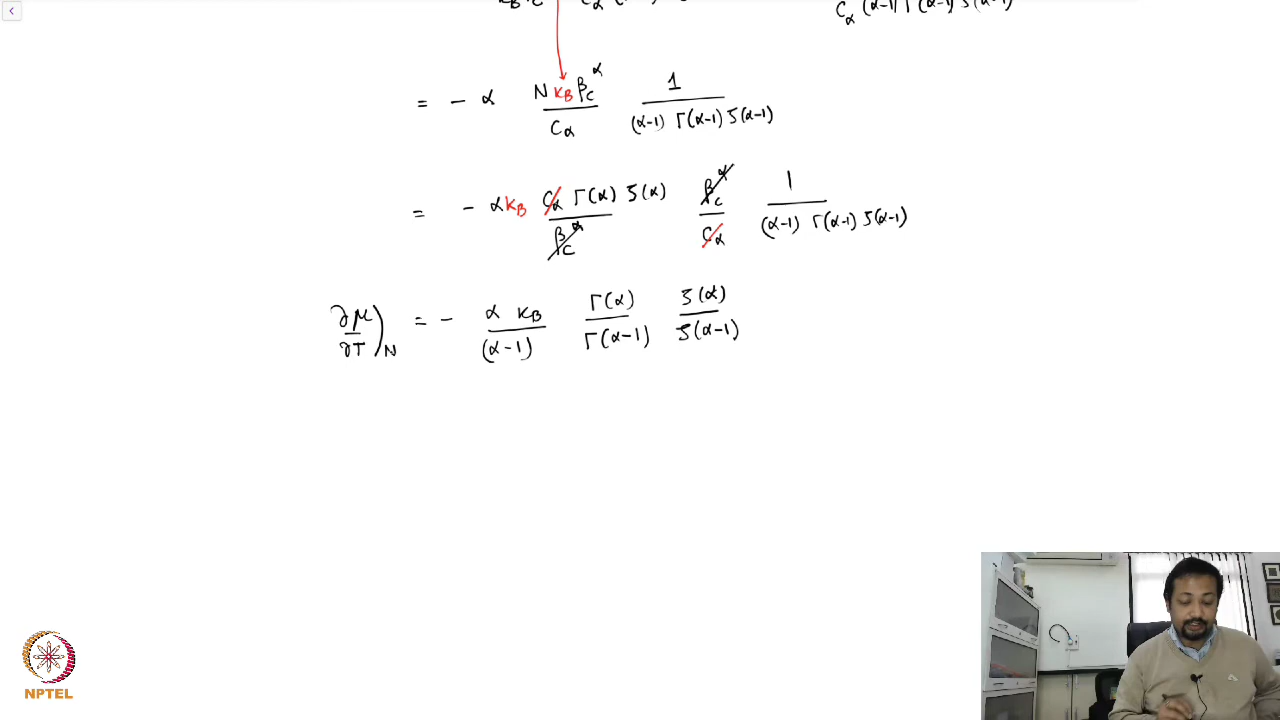 = - α N k_B β_c^α / C_α 1 / (α-1) Γ(α-1) ζ(α-1)
= - α k_B C_α Γ(α) ζ(α) / β_c^α β_c^α / C_α 1 / (α-1) Γ(α-1) ζ(α-1)
∂μ/∂T )_N = - α k_B / (α-1) Γ(α) / Γ(α-1) ζ(α) / ζ(α-1)
NPTEL